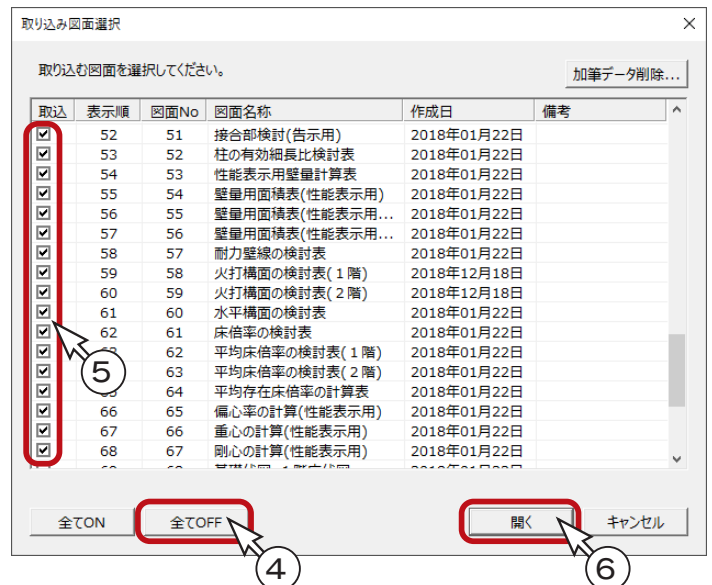 取り込み図面選択
取り込む図面を選択してください。
加筆データ削除...
取込 表示順 図面No 図面名称 作成日 備考
52 51 接合部検討(告示用) 2018年01月22日
53 52 柱の有効細長比検討表 2018年01月22日
54 53 性能表示用壁量計算表 2018年01月22日
55 54 壁量用面積表(性能表示用) 2018年01月22日
56 55 壁量用面積表(性能表示用... 2018年01月22日
57 56 壁量用面積表(性能表示用... 2018年01月22日
58 57 耐力壁線の検討表 2018年01月22日
59 58 火打構面の検討表(1階) 2018年12月18日
60 59 火打構面の検討表(2階) 2018年12月18日
61 60 水平構面の検討表 2018年01月22日
62 61 床倍率の検討表 2018年01月22日
62 平均床倍率の検討表(1階) 2018年01月22日
63 平均床倍率の検討表(2階) 2018年01月22日
64 平均存在床倍率の計算表 2018年01月22日
66 65 偏心率の計算(性能表示用) 2018年01月22日
67 66 重心の計算(性能表示用) 2018年01月22日
68 67 剛心の計算(性能表示用) 2018年01月22日
⑤
全てON 全てOFF 開く キャンセル
④ ⑥